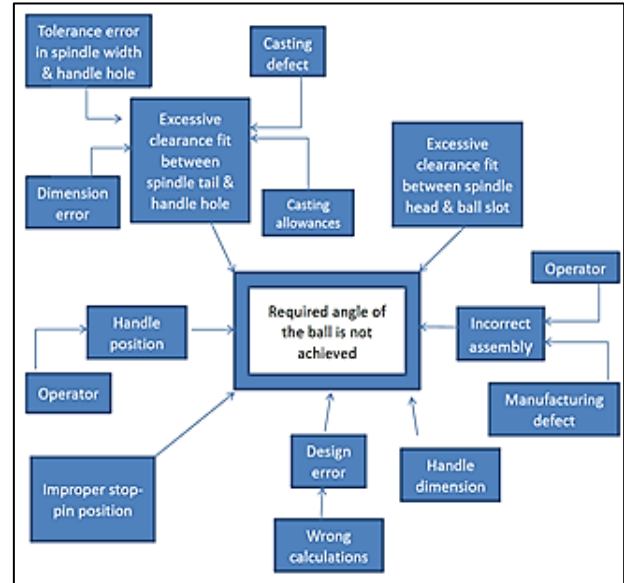 Tolerance error
in spindle width
& handle hole
Casting
defect
Excessive
clearance fit
between
spindle tail &
handle hole
Excessive
clearance fit
between spindle
head & ball slot
Dimension
error
Casting
allowances
Operator
Required angle of
the ball is not
achieved
Handle
position
Incorrect
assembly
Operator
Manufacturing
defect
Design
error
Handle
dimension
Improper stop-
pin position
Wrong
calculations